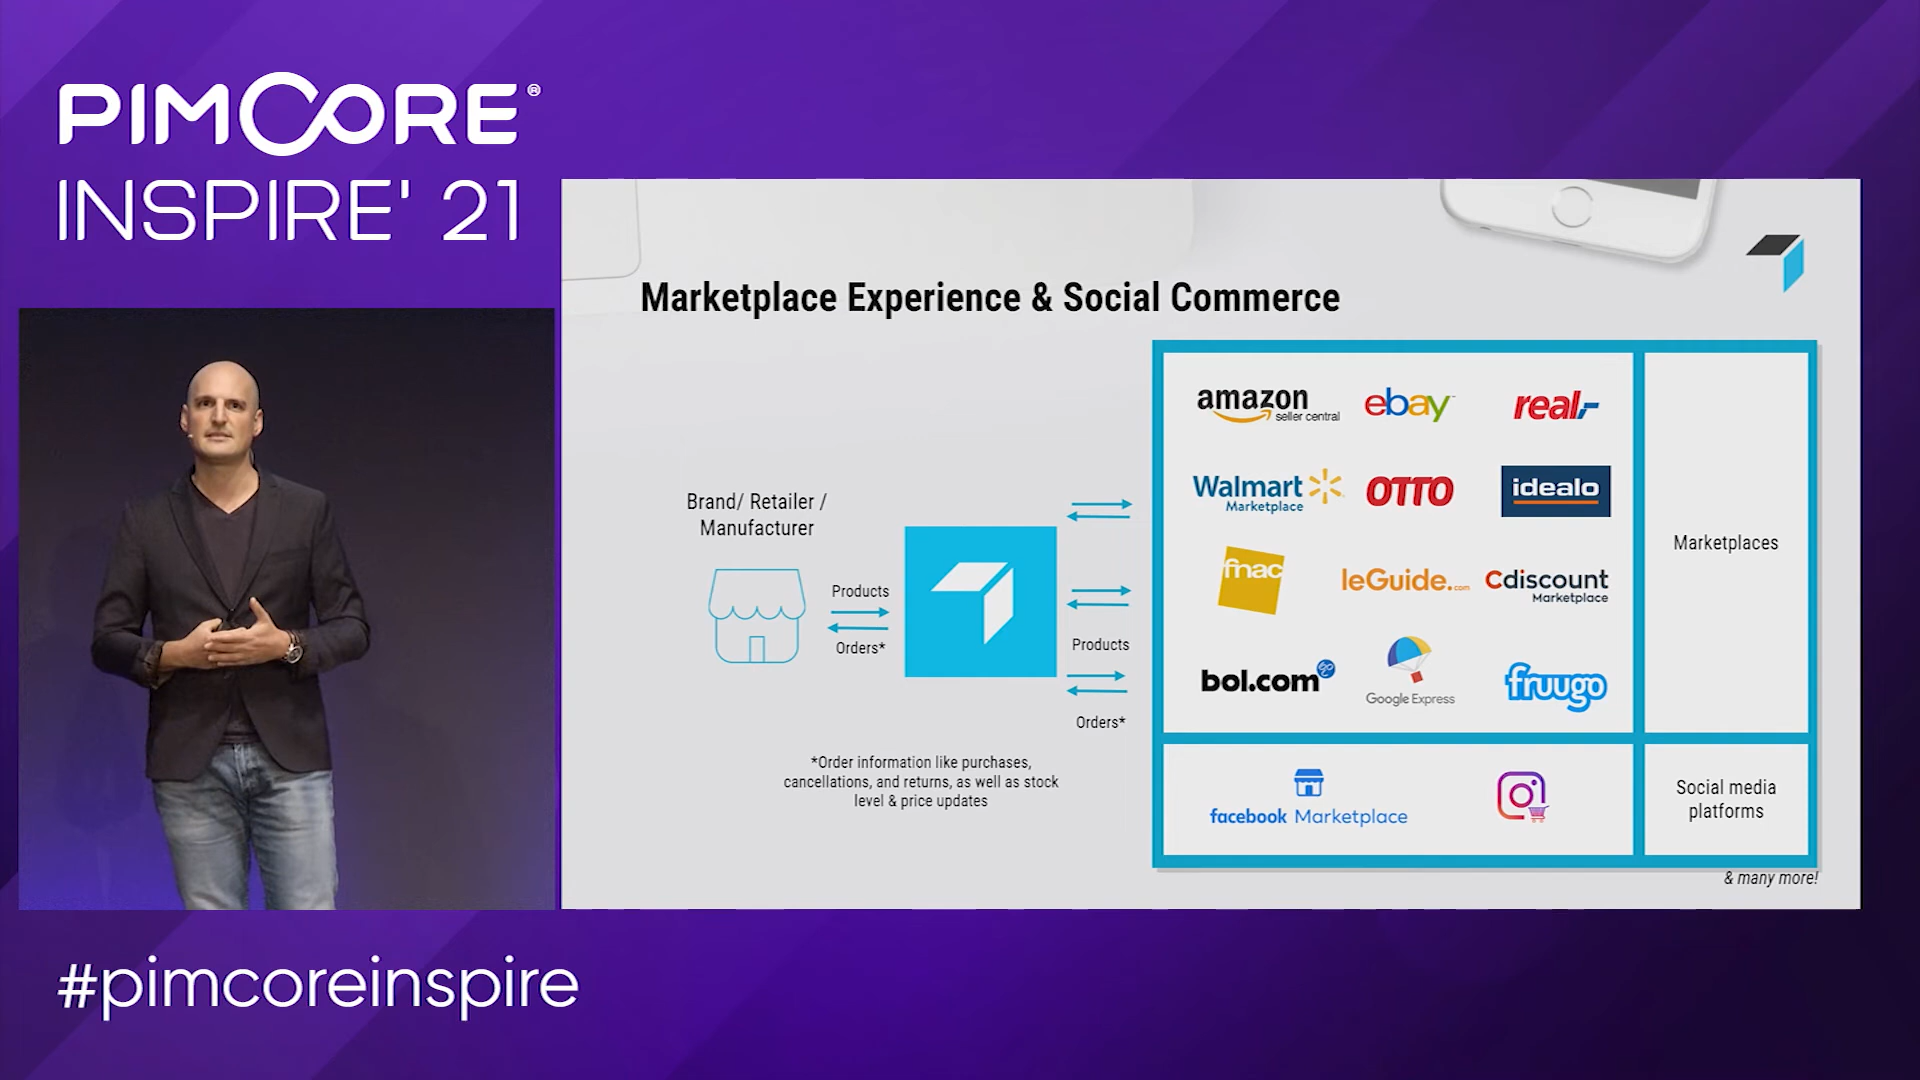 PIMCORE®
INSPIRE' 21
Marketplace Experience & Social Commerce
Brand/ Retailer /
Manufacturer
Products
Orders*
Products
Orders*
*Order information like purchases,
cancellations, and returns, as well as stock
level & price updates
amazon
seller central
ebay™
real,-
Walmart
Marketplace
OTTO
idealo
fnac
leGuide.com
Cdiscount
Marketplace
bol.com
Google Express
fruugo
Marketplaces
facebook Marketplace
Social media
platforms
& many more!
#pimcoreinspire